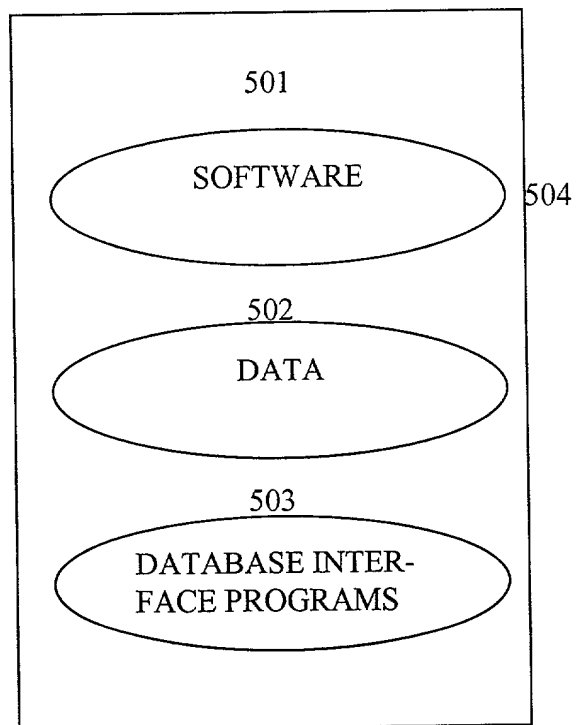 501
SOFTWARE
504
502
DATA
503
DATABASE INTER-
FACE PROGRAMS